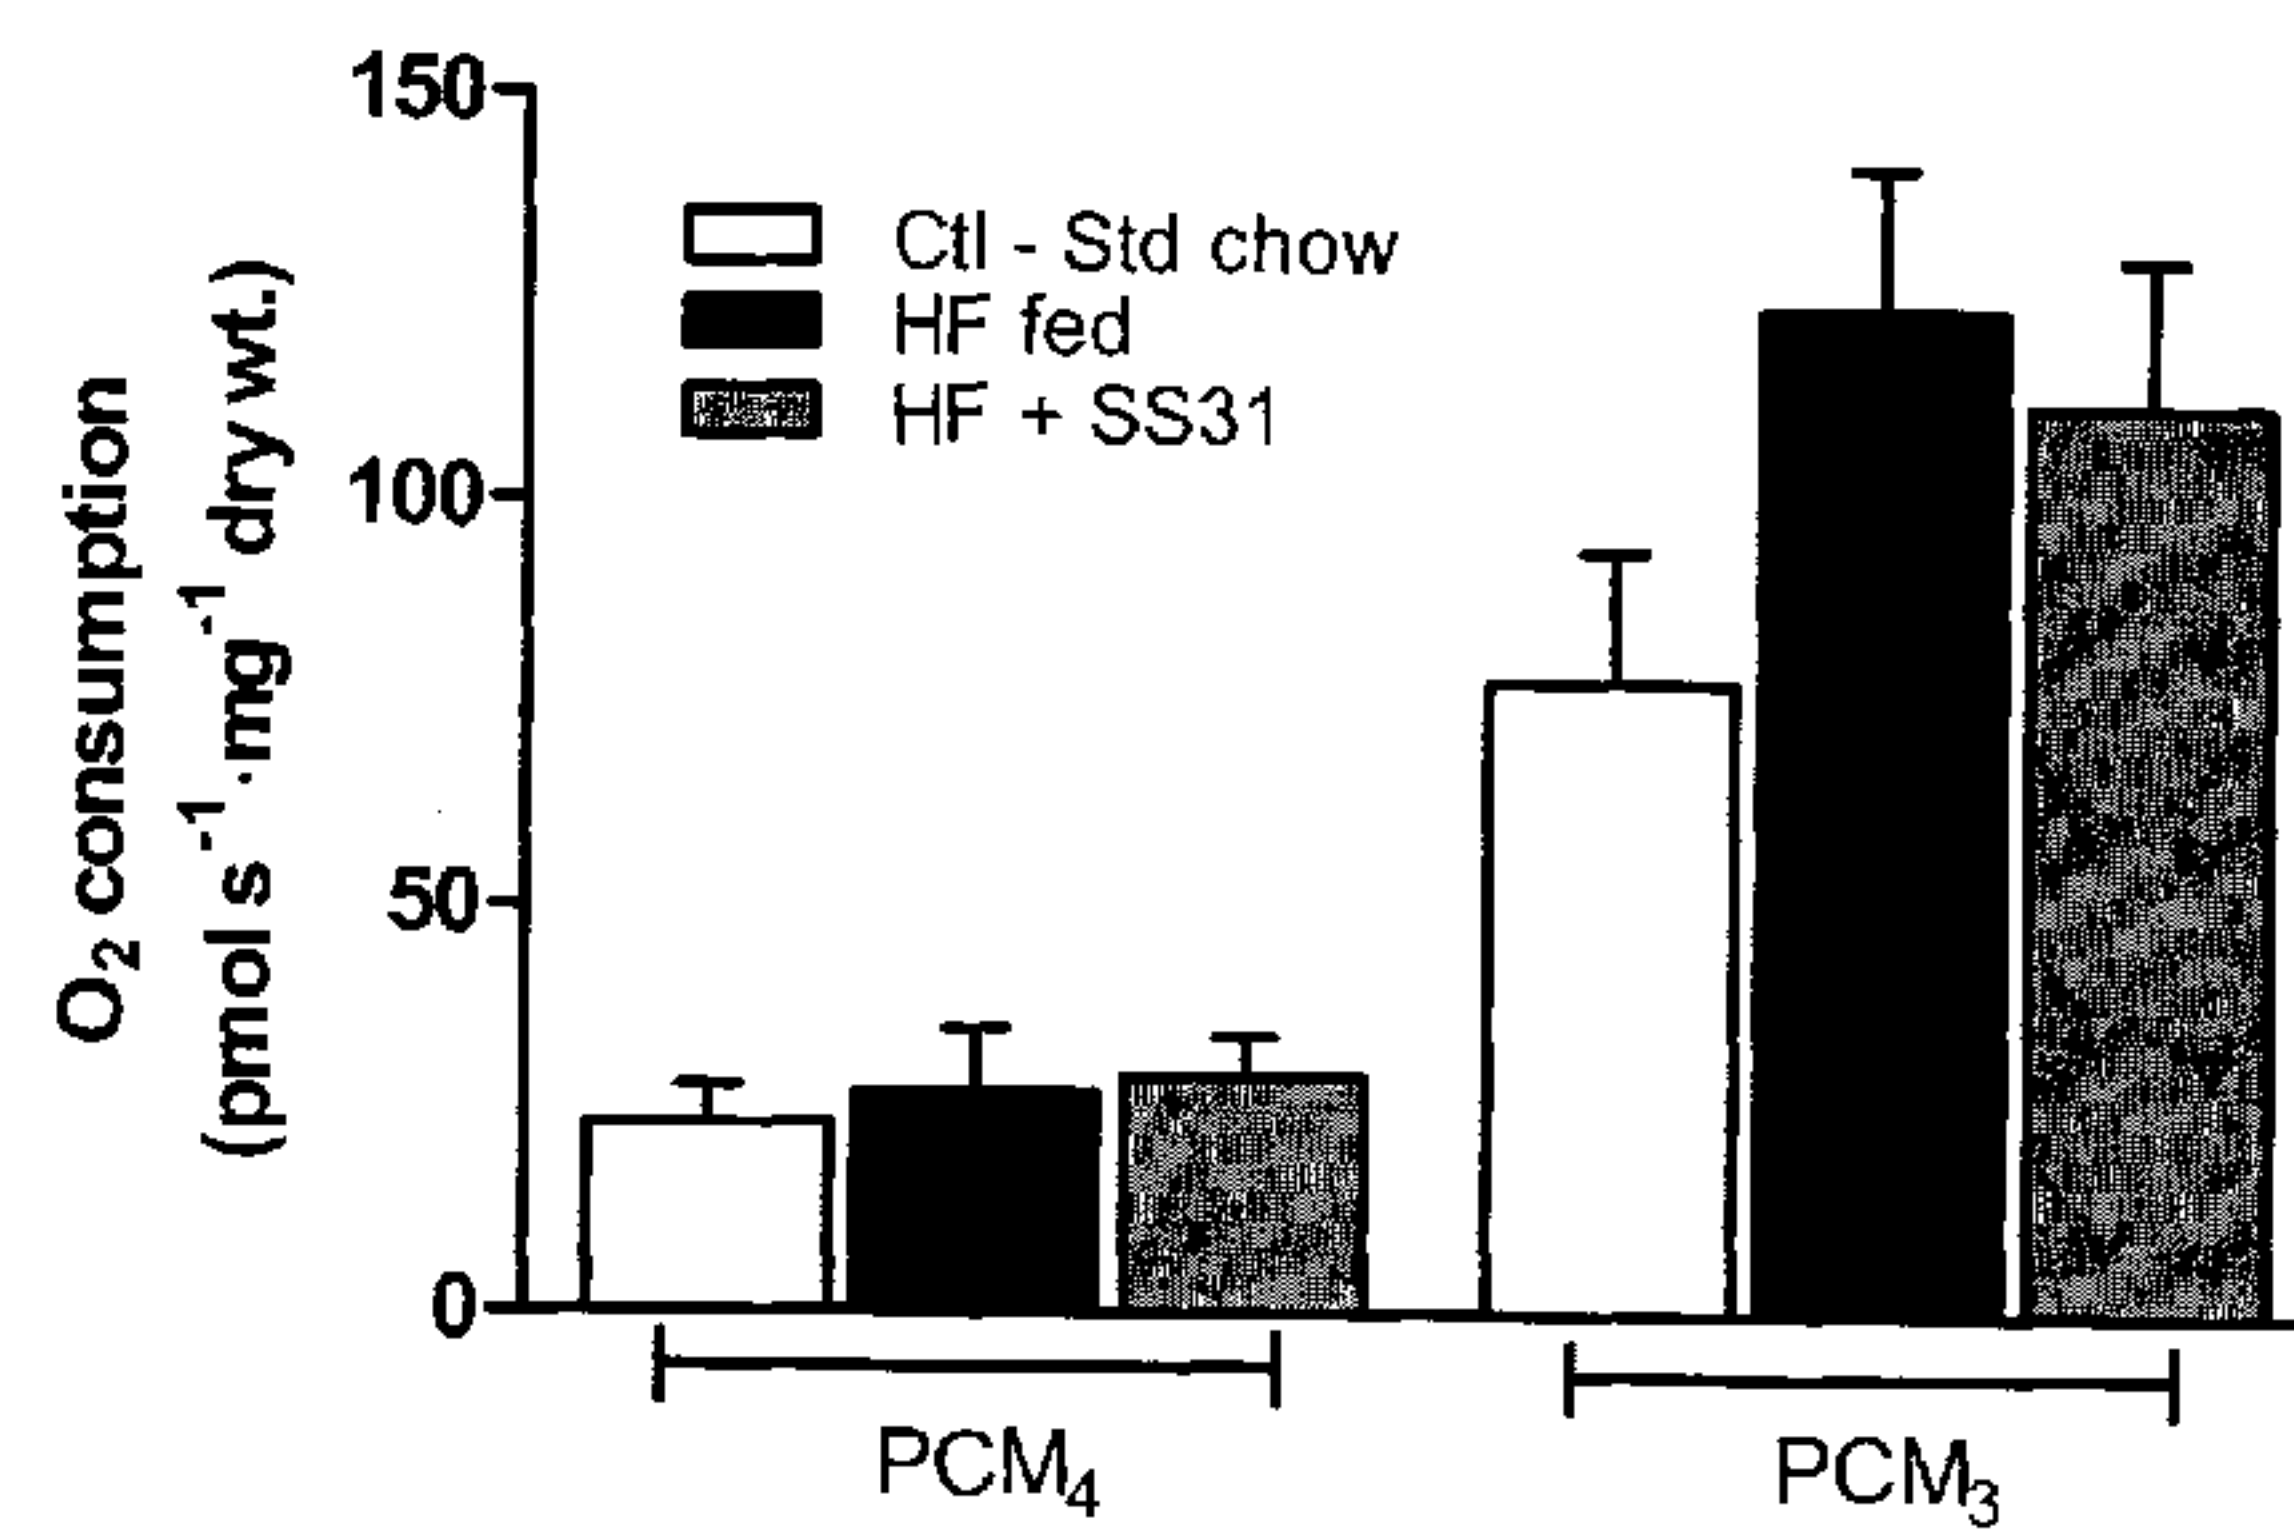 O₂ consumption
(pmol s⁻¹·mg⁻¹ dry wt.)
150
100
50
0
Ctl - Std chow
HF fed
HF + SS31
PCM₄
PCM₃